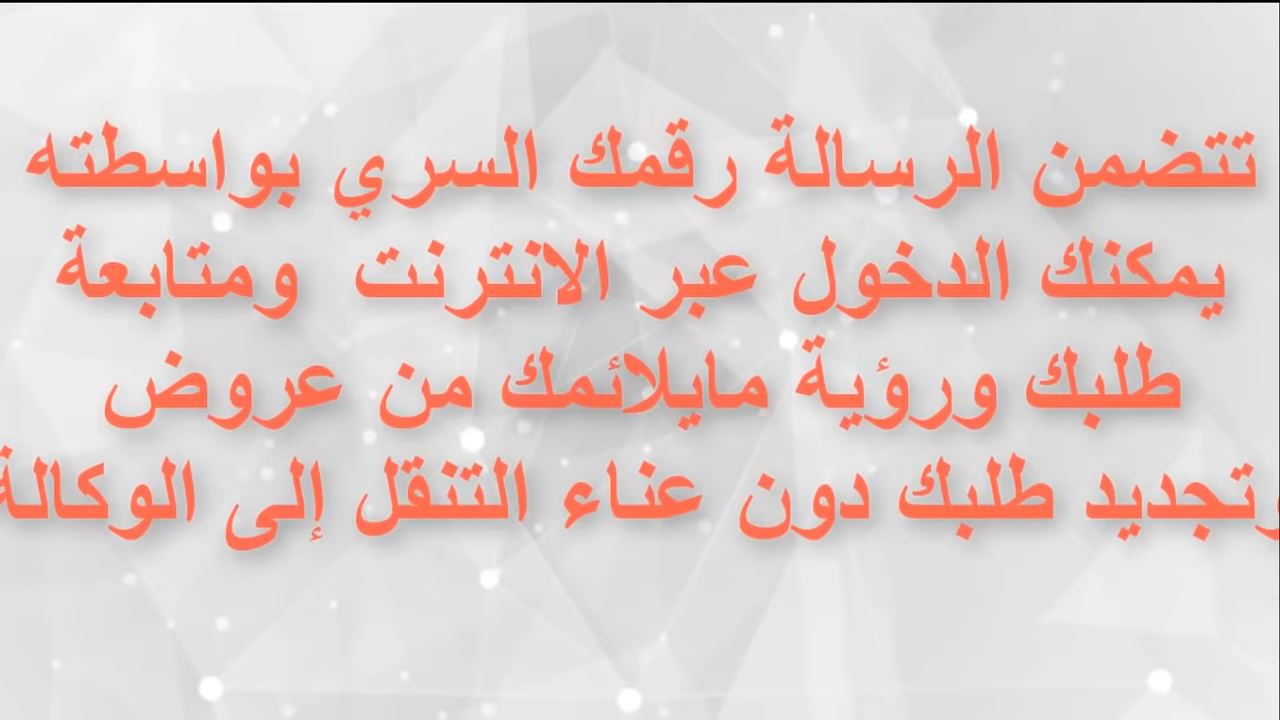 تتضمن الرسالة رقمك السري بواسطته
يمكنك الدخول عبر الانترنت ومتابعة
طلبك ورؤية مايلائمك من عروض
وتجديد طلبك دون عناء التنقل إلى الوكالة